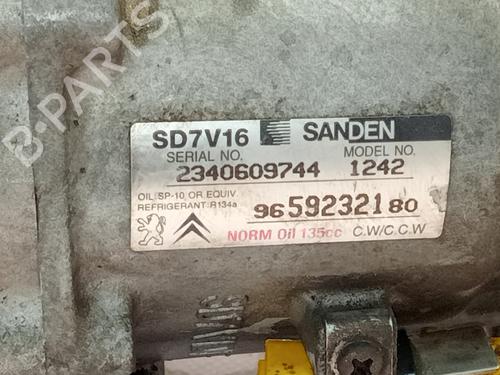 B-PARTS
SD7V16 SANDEN
SERIAL NO. MODEL NO.
2340609744 1242
OIL:SP-10 OR EQUIV.
REFRIGERANT:R134a
9659232180
NORM Oil 135cc C.W/C.C.W
B-PARTS